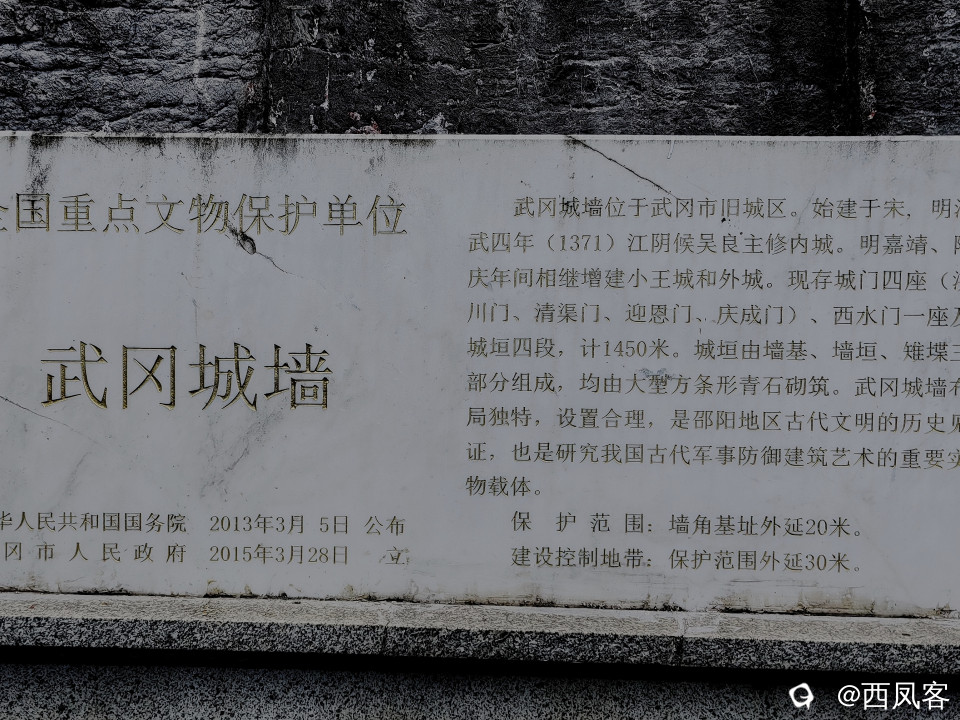 全国重点文物保护单位
武冈城墙
华人民共和国国务院 2013年3月 5日 公布
冈市人民政府 2015年3月28日 立
武冈城墙位于武冈市旧城区。始建于宋，明洪
武四年（1371）江阴候吴良主修内城。明嘉靖、隆
庆年间相继增建小王城和外城。现存城门四座（
川门、清渠门、迎恩门、庆成门）、西水门一座及
城垣四段，计1450米。城垣由墙基、墙垣、雉堞三
部分组成，均由大型方条形青石砌筑。武冈城墙布
局独特，设置合理，是邵阳地区古代文明的历史见
证，也是研究我国古代军事防御建筑艺术的重要实
物载体。
保护范围：墙角基址外延20米。
建设控制地带：保护范围外延30米。
@西凤客